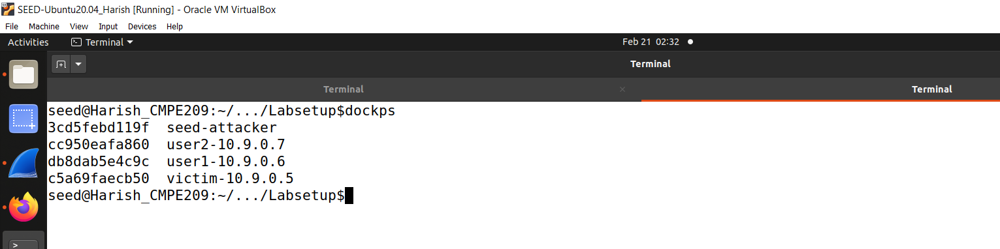 SEED-Ubuntu20.04_Harish [Running] - Oracle VM VirtualBox
File Machine View Input Devices Help
Activities Terminal Feb 21 02:32
Terminal
Terminal × Terminal
seed@Harish_CMPE209:~/.../Labsetup$dockps
3cd5febd119f  seed-attacker
cc950eafa860  user2-10.9.0.7
db8dab5e4c9c  user1-10.9.0.6
c5a69faecb50  victim-10.9.0.5
seed@Harish_CMPE209:~/.../Labsetup$